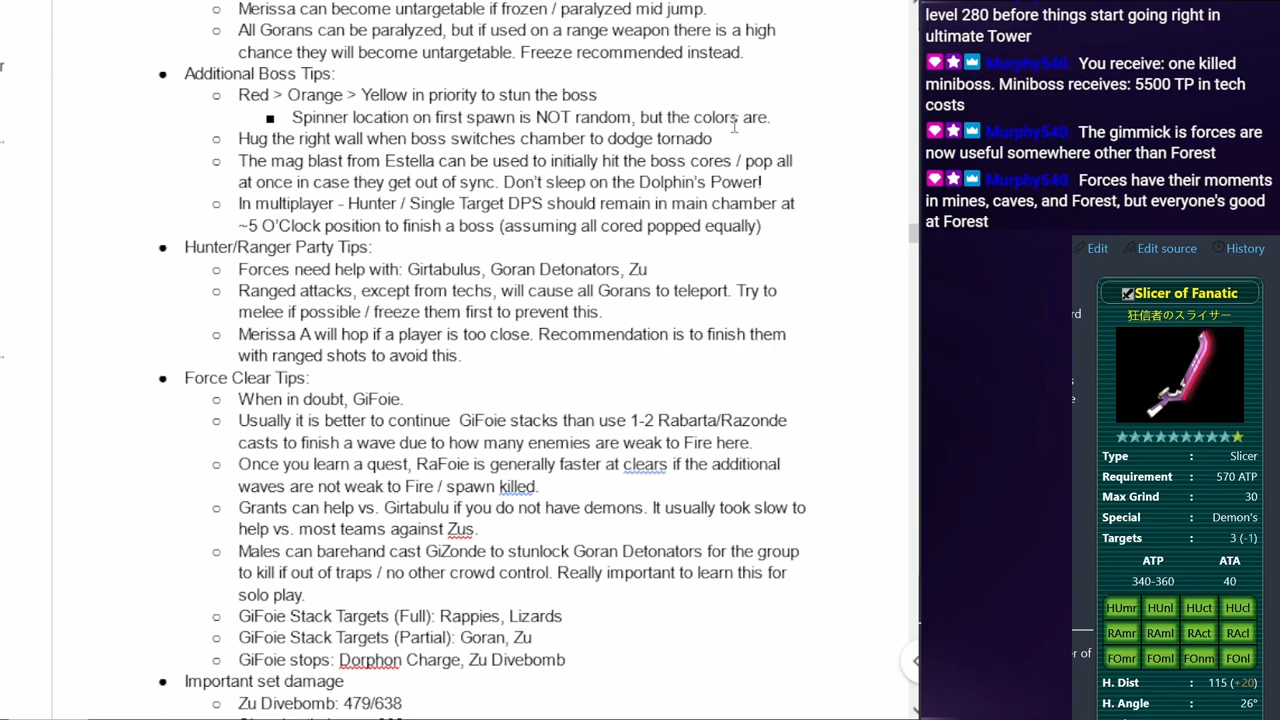 Merissa can become untargetable if frozen / paralyzed mid jump.
All Gorans can be paralyzed, but if used on a range weapon there is a high
chance they will become untargetable. Freeze recommended instead.
Additional Boss Tips:
Red > Orange > Yellow in priority to stun the boss
Spinner location on first spawn is NOT random, but the colors are.
Hug the right wall when boss switches chamber to dodge tornado
The mag blast from Estella can be used to initially hit the boss cores / pop all
at once in case they get out of sync. Don't sleep on the Dolphin's Power!
In multiplayer - Hunter / Single Target DPS should remain in main chamber at
~5 O'Clock position to finish a boss (assuming all cored popped equally)
Hunter/Ranger Party Tips:
Forces need help with: Girtabulus, Goran Detonators, Zu
Ranged attacks, except from techs, will cause all Gorans to teleport. Try to
melee if possible / freeze them first to prevent this.
Merissa A will hop if a player is too close. Recommendation is to finish them
with ranged shots to avoid this.
Force Clear Tips:
When in doubt, GiFoie.
Usually it is better to continue GiFoie stacks than use 1-2 Rabarta/Razonde
casts to finish a wave due to how many enemies are weak to Fire here.
Once you learn a quest, RaFoie is generally faster at clears if the additional
waves are not weak to Fire / spawn killed.
Grants can help vs. Girtabulu if you do not have demons. It usually took slow to
help vs. most teams against Zus.
Males can barehand cast GiZonde to stunlock Goran Detonators for the group
to kill if out of traps / no other crowd control. Really important to learn this for
solo play.
GiFoie Stack Targets (Full): Rappies, Lizards
GiFoie Stack Targets (Partial): Goran, Zu
GiFoie stops: Dorphon Charge, Zu Divebomb
Important set damage
Zu Divebomb: 479/638
level 280 before things start going right in
ultimate Tower
Murphy540 You receive: one killed
miniboss. Miniboss receives: 5500 TP in tech
costs
Murphy540 The gimmick is forces are
now useful somewhere other than Forest
Murphy540 Forces have their moments
in mines, caves, and Forest, but everyone's good
at Forest
Edit Edit source History
Slicer of Fanatic
狂信者のスライサー
Type : Slicer
Requirement : 570 ATP
Max Grind : 30
Special : Demon's
Targets : 3 (-1)
ATP ATA
340-360 40
HUmr HUnl HUct HUcl
RAmr RAml RAct RAcl
FOmr FOml FOnm FOnl
H. Dist : 115 (+20)
H. Angle : 26°